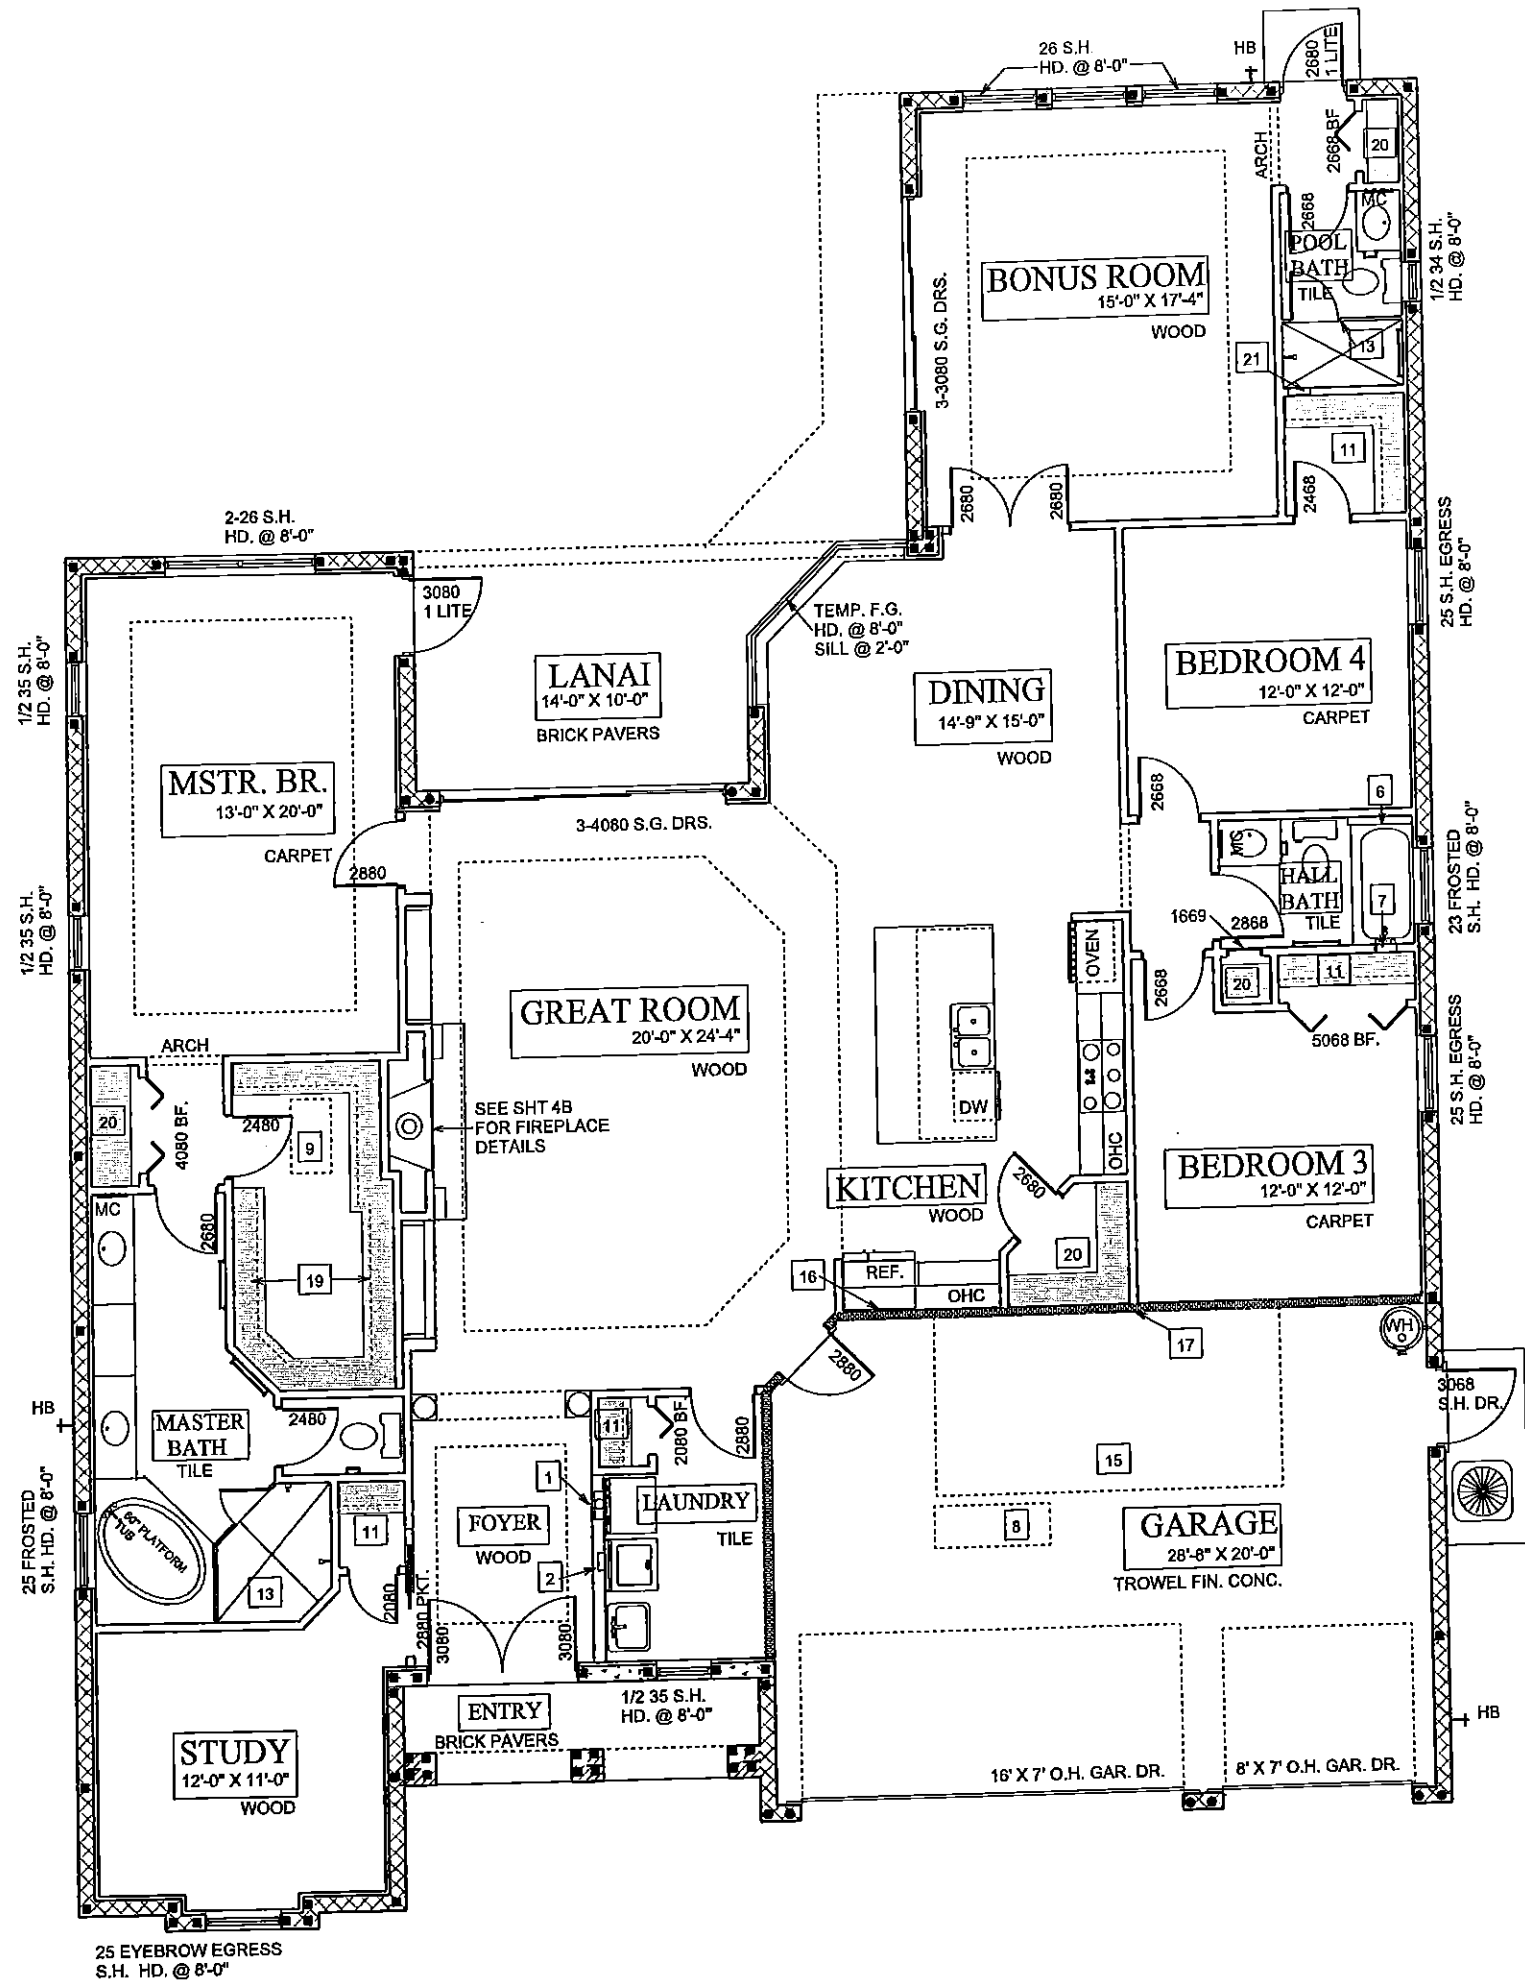 26 S.H.
HD. @ 8'-0"
HB
2680
1 LITE
2668 BF
20
ARCH
MC
2668
POOL
BATH
TILE
1/2 34 S.H.
HD. @ 8'-0"
BONUS ROOM
15'-0" X 17'-4"
WOOD
3-3080 S.G. DRS.
13
21
11
2468
2680
2680
25 S.H. EGRESS
HD. @ 8'-0"
2-26 S.H.
HD. @ 8'-0"
3080
1 LITE
TEMP. F.G.
HD. @ 8'-0"
SILL @ 2'-0"
1/2 35 S.H.
HD. @ 8'-0"
LANAI
14'-0" X 10'-0"
BRICK PAVERS
DINING
14'-9" X 15'-0"
WOOD
BEDROOM 4
12'-0" X 12'-0"
CARPET
MSTR. BR.
13'-0" X 20'-0"
CARPET
2880
3-4080 S.G. DRS.
2668
6
MC
HALL
BATH
TILE
7
23 FROSTED
S.H. HD. @ 8'-0"
1/2 35 S.H.
HD. @ 8'-0"
1669
2868
OVEN
20
11
2668
5068 BF.
25 S.H. EGRESS
HD. @ 8'-0"
GREAT ROOM
20'-0" X 24'-4"
WOOD
ARCH
20
4080 BF.
2480
9
SEE SHT 4B
FOR FIREPLACE
DETAILS
DW
OHC
KITCHEN
WOOD
2680
BEDROOM 3
12'-0" X 12'-0"
CARPET
MC
2680
19
20
REF.
OHC
16
17
WH
2880
3068
S.H. DR.
HB
MASTER
BATH
TILE
2480
11
2080 BF.
2880
15
1
LAUNDRY
TILE
25 FROSTED
S.H. HD. @ 8'-0"
60" PLATFORM
TUB
11
FOYER
WOOD
8
GARAGE
28'-8" X 20'-0"
TROWEL FIN. CONC.
13
2
2080
2880 PKT.
3080
3080
ENTRY
BRICK PAVERS
1/2 35 S.H.
HD. @ 8'-0"
HB
STUDY
12'-0" X 11'-0"
WOOD
16' X 7' O.H. GAR. DR.
8' X 7' O.H. GAR. DR.
25 EYEBROW EGRESS
S.H. HD. @ 8'-0"